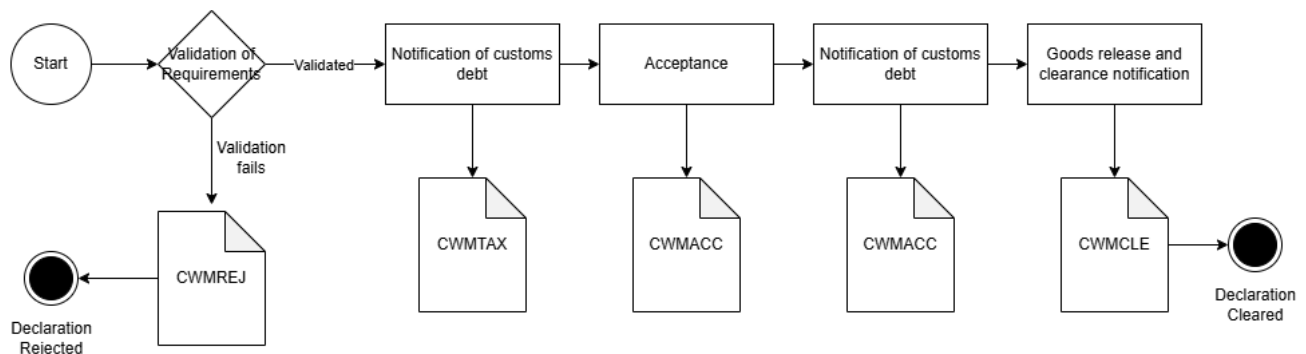 Start
Validation of
Requirements
Validated
Notification of customs
debt
Acceptance
Notification of customs
debt
Goods release and
clearance notification
Validation
fails
CWMREJ
CWMTAX
CWMACC
CWMACC
CWMCLE
Declaration
Rejected
Declaration
Cleared